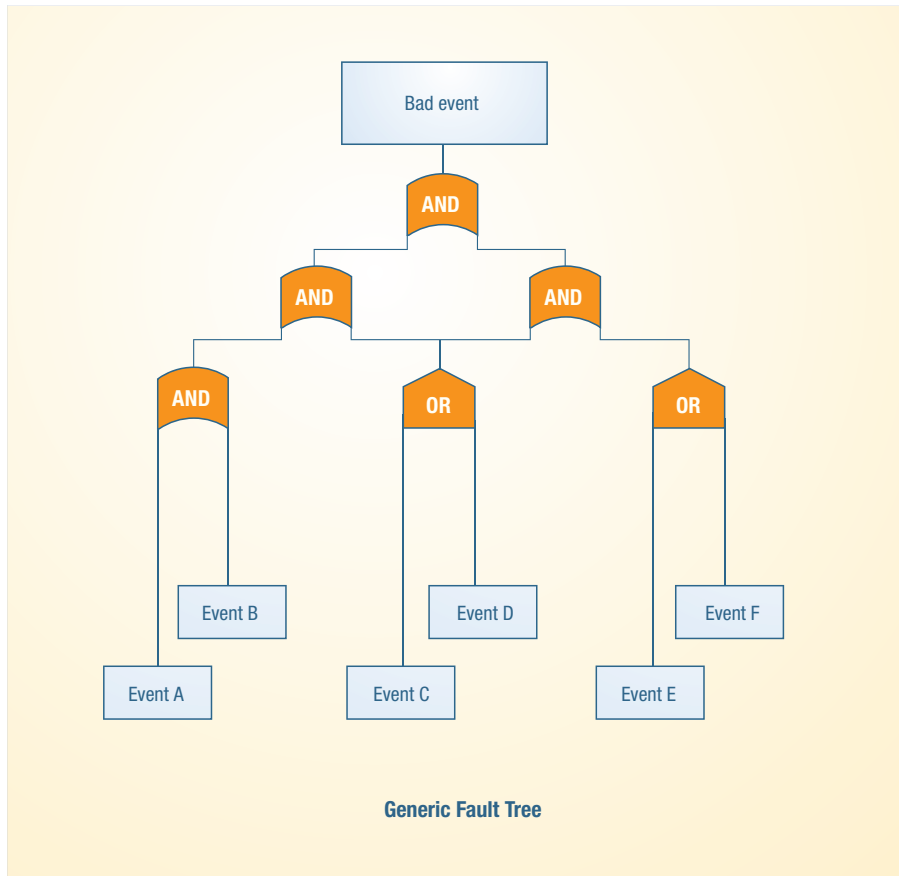 Bad event
AND
AND
AND
AND
OR
OR
Event B
Event D
Event F
Event A
Event C
Event E
Generic Fault Tree